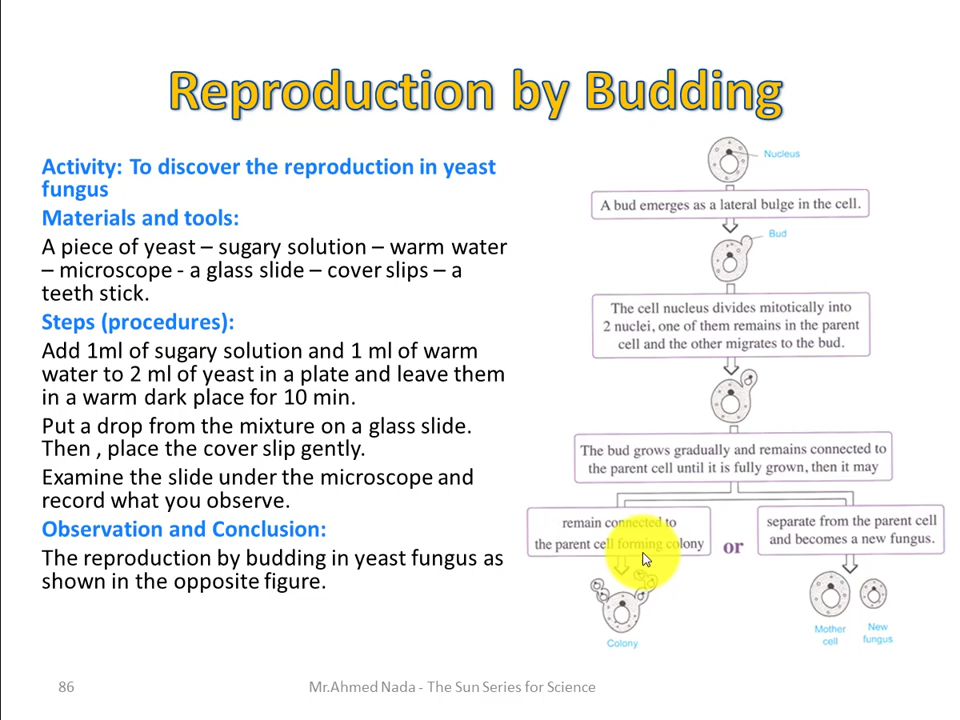 Reproduction by Budding
Activity: To discover the reproduction in yeast
fungus
Materials and tools:
A piece of yeast – sugary solution – warm water
– microscope - a glass slide – cover slips – a
teeth stick.
Steps (procedures):
Add 1ml of sugary solution and 1 ml of warm
water to 2 ml of yeast in a plate and leave them
in a warm dark place for 10 min.
Put a drop from the mixture on a glass slide.
Then , place the cover slip gently.
Examine the slide under the microscope and
record what you observe.
Observation and Conclusion:
The reproduction by budding in yeast fungus as
shown in the opposite figure.
Nucleus
A bud emerges as a lateral bulge in the cell.
Bud
The cell nucleus divides mitotically into
2 nuclei, one of them remains in the parent
cell and the other migrates to the bud.
The bud grows gradually and remains connected to
the parent cell until it is fully grown, then it may
remain connected to
the parent cell forming colony
or
separate from the parent cell
and becomes a new fungus.
Colony
Mother
cell
New
fungus
86
Mr.Ahmed Nada - The Sun Series for Science